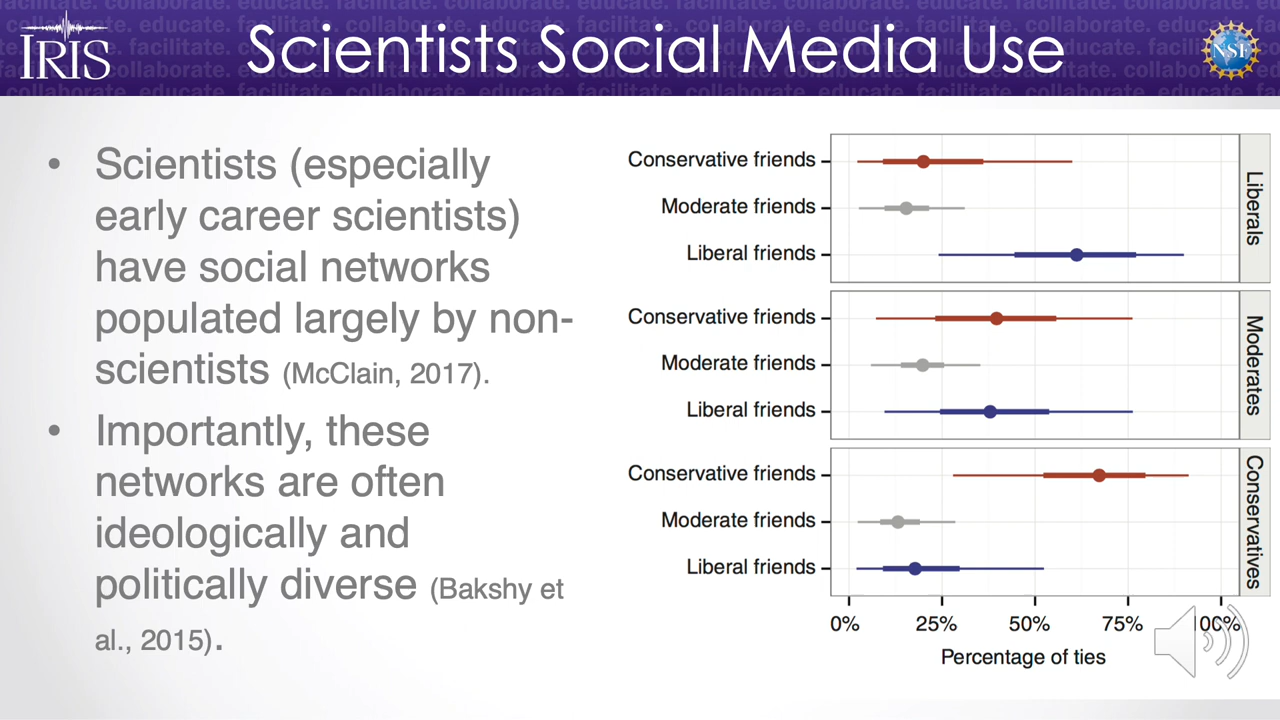 IRIS
Scientists Social Media Use
NSF
• Scientists (especially
early career scientists)
have social networks
populated largely by non-
scientists (McClain, 2017).
• Importantly, these
networks are often
ideologically and
politically diverse (Bakshy et
al., 2015).
Conservative friends
Moderate friends
Liberal friends
Liberals
Conservative friends
Moderate friends
Liberal friends
Moderates
Conservative friends
Moderate friends
Liberal friends
Conservatives
0% 25% 50% 75% 00%
Percentage of ties